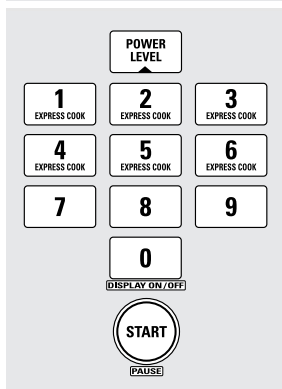 POWER
LEVEL
1 2 3
EXPRESS COOK EXPRESS COOK EXPRESS COOK
4 5 6
EXPRESS COOK EXPRESS COOK EXPRESS COOK
7 8 9
0
DISPLAY ON/OFF
START
PAUSE